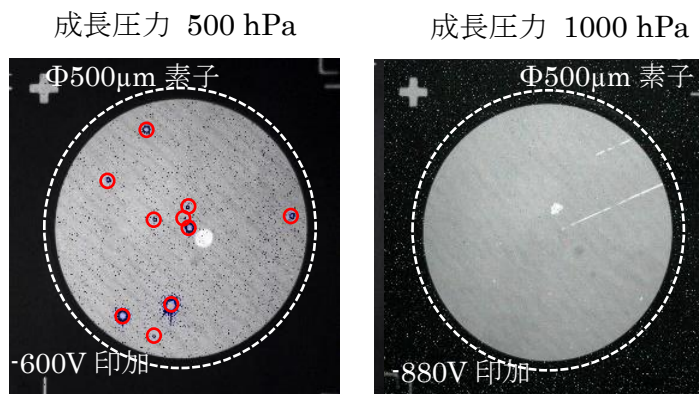 成長圧力 500 hPa
成長圧力 1000 hPa
Φ500μm 素子
Φ500μm 素子
-600V 印加
-880V 印加